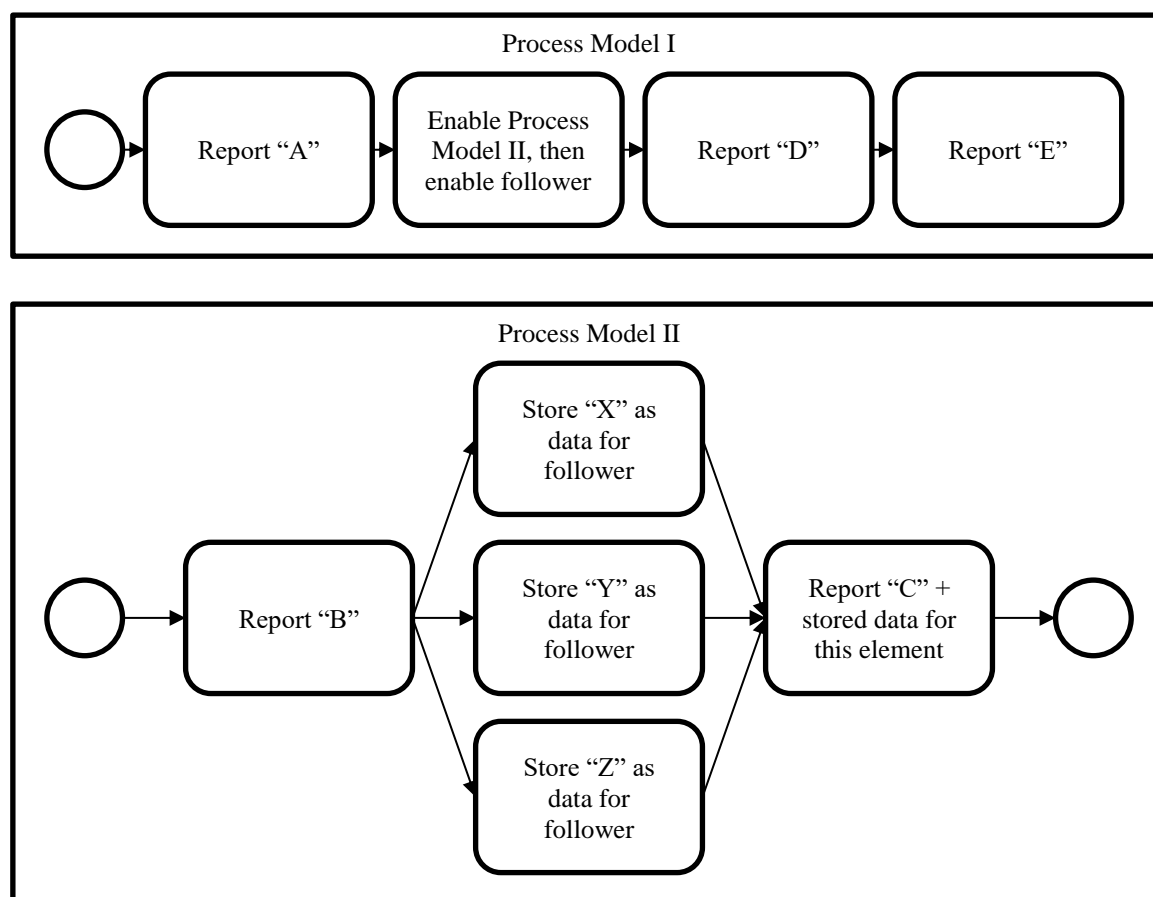 Process Model I
Report “A”
Enable Process
Model II, then
enable follower
Report “D”
Report “E”
Process Model II
Report “B”
Store “X” as
data for
follower
Store “Y” as
data for
follower
Store “Z” as
data for
follower
Report “C” +
stored data for
this element